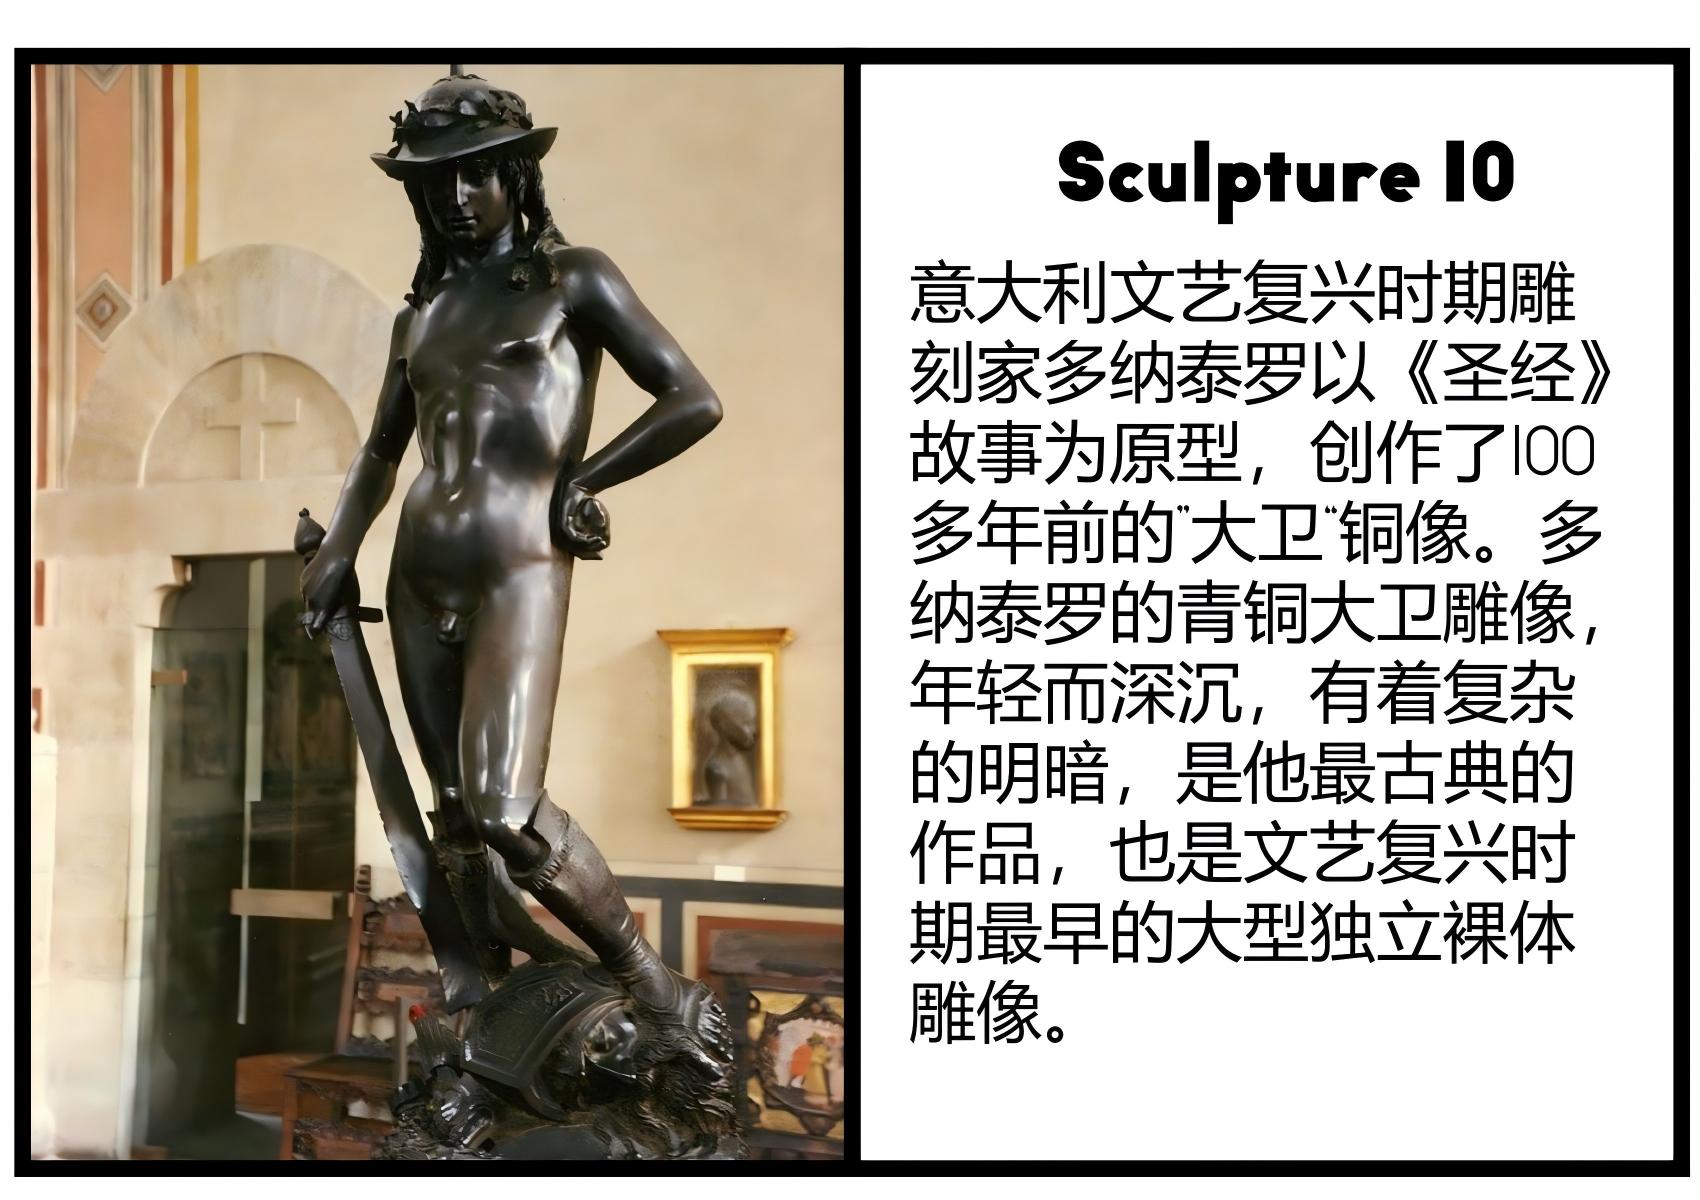 Sculpture 10
意大利文艺复兴时期雕
刻家多纳泰罗以《圣经》
故事为原型，创作了100
多年前的”大卫“铜像。多
纳泰罗的青铜大卫雕像，
年轻而深沉，有着复杂
的明暗，是他最古典的
作品，也是文艺复兴时
期最早的大型独立裸体
雕像。